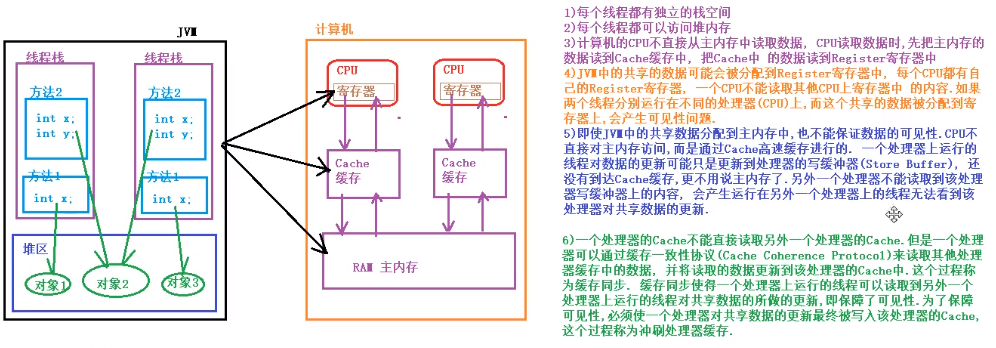 JVM
线程栈
线程栈
方法2
int x;
int y;
方法2
int x;
int y;
方法1
int x;
方法1
int x;
堆区
对象1
对象2
对象3
计算机
CPU
寄存器
CPU
寄存器
Cache
缓存
Cache
缓存
RAM 主内存
1)每个线程都有独立的栈空间
2)每个线程都可以访问堆内存
3)计算机的CPU不直接从主内存中读取数据, CPU读取数据时,先把主内存的
数据读到Cache缓存中, 把Cache中 的数据读到Register寄存器中
4)JVM中的共享的数据可能会被分配到Register寄存器中, 每个CPU都有自
己的Register寄存器, 一个CPU不能读取其他CPU上寄存器中 的内容.如果
两个线程分别运行在不同的处理器(CPU)上,而这个共享的数据被分配到寄
存器上,会产生可见性问题.
5)即使JVM中的共享数据分配到主内存中,也不能保证数据的可见性.CPU不
直接对主内存访问,而是通过Cache高速缓存进行的. 一个处理器上运行的
线程对数据的更新可能只是更新到处理器的写缓冲器(Store Buffer), 还
没有到达Cache缓存,更不用说主内存了.另外一个处理器不能读取到该处理
器写缓冲器上的内容, 会产生运行在另外一个处理器上的线程无法看到该
处理器对共享数据的更新.
6)一个处理器的Cache不能直接读取另外一个处理器的Cache.但是一个处理
器可以通过缓存一致性协议(Cache Coherence Protocol)来读取其他处理
器缓存中的数据, 并将读取的数据更新到该处理器的Cache中.这个过程称
为缓存同步. 缓存同步使得一个处理器上运行的线程可以读取到另外一个
处理器上运行的线程对共享数据的所做的更新,即保障了可见性.为了保障
可见性,必须使一个处理器对共享数据的更新最终被写入该处理器的Cache,
这个过程称为冲刷处理器缓存.